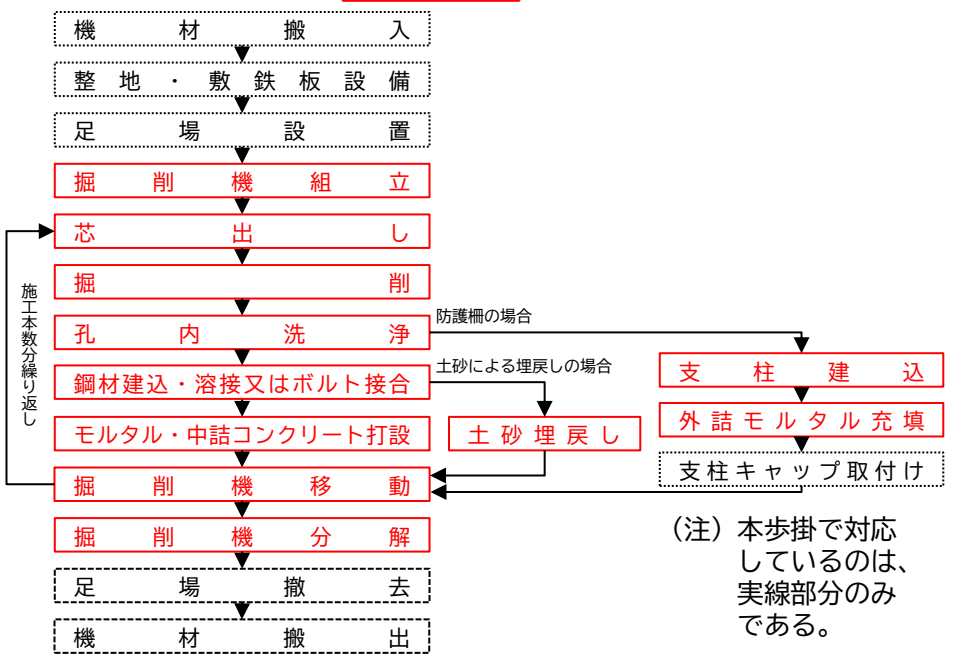 機材搬入
整地・敷鉄板設備
足場設置
掘削機組立
芯出し
掘削
孔内洗浄
防護柵の場合
鋼材建込・溶接又はボルト接合
土砂による埋戻しの場合
支柱建込
モルタル・中詰コンクリート打設
土砂埋戻し
外詰モルタル充填
掘削機移動
支柱キャップ取付け
掘削機分解
足場撤去
機材搬出
施工本数分繰り返し
（注）本歩掛で対応
しているのは、
実線部分のみ
である。